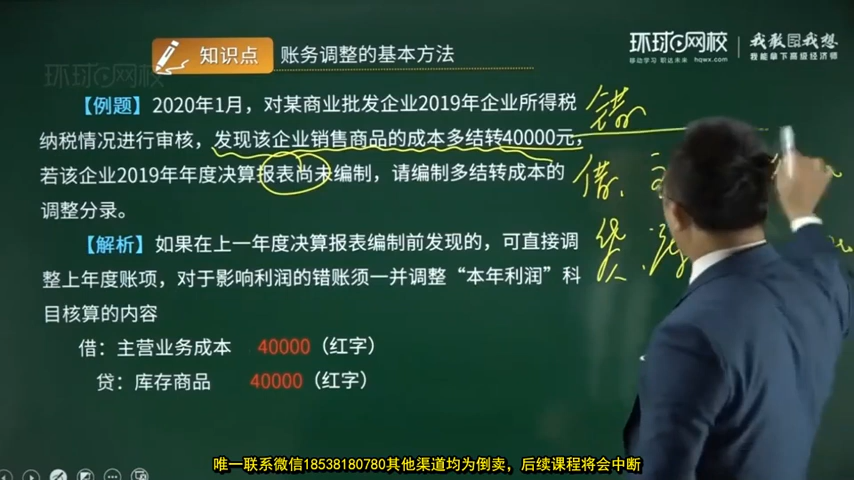 知识点 账务调整的基本方法
环球网校
移动学习 职达未来 hqwx.com
我敢我想
我能拿下高级经济师
环球网校
【例题】2020年1月，对某商业批发企业2019年企业所得税
纳税情况进行审核，发现该企业销售商品的成本多结转40000元，
若该企业2019年年度决算报表尚未编制，请编制多结转成本的
调整分录。
【解析】如果在上一年度决算报表编制前发现的，可直接调
整上年度账项，对于影响利润的错账须一并调整“本年利润”科
目核算的内容
借：主营业务成本 40000（红字）
贷：库存商品 40000（红字）
错
借：主
贷：
唯一联系微信18538180780其他渠道均为倒卖，后续课程将会中断